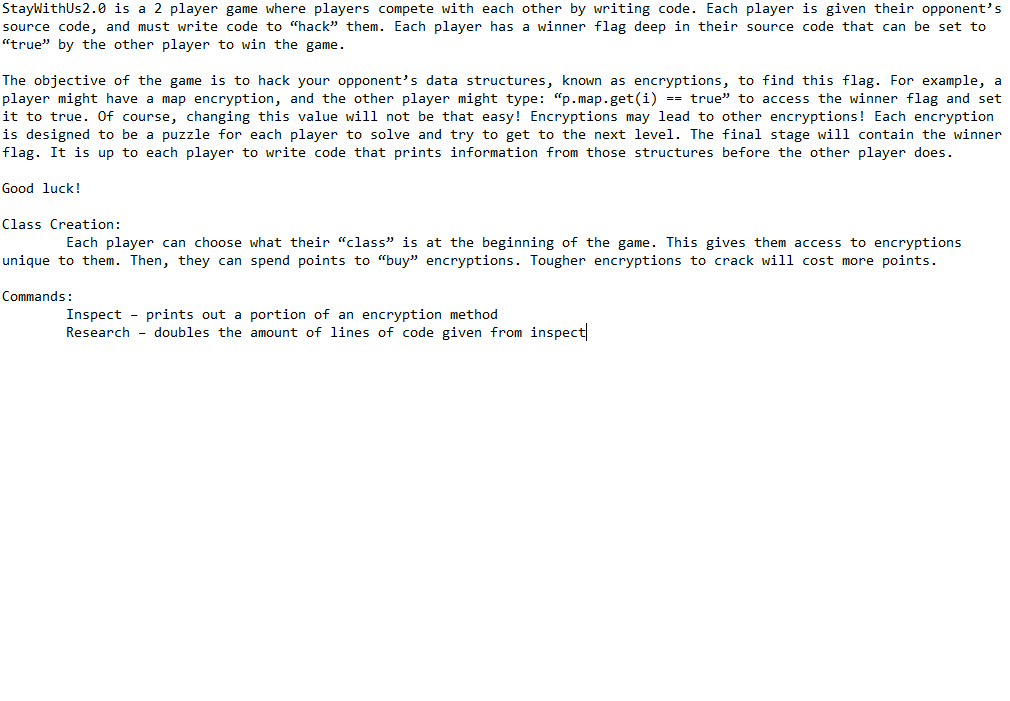 StayWithUs2.0 is a 2 player game where players compete with each other by writing code. Each player is given their opponent’s
source code, and must write code to “hack” them. Each player has a winner flag deep in their source code that can be set to
“true” by the other player to win the game.
The objective of the game is to hack your opponent’s data structures, known as encryptions, to find this flag. For example, a
player might have a map encryption, and the other player might type: “p.map.get(i) == true” to access the winner flag and set
it to true. Of course, changing this value will not be that easy! Encryptions may lead to other encryptions! Each encryption
is designed to be a puzzle for each player to solve and try to get to the next level. The final stage will contain the winner
flag. It is up to each player to write code that prints information from those structures before the other player does.
Good luck!
Class Creation:
Each player can choose what their “class” is at the beginning of the game. This gives them access to encryptions
unique to them. Then, they can spend points to “buy” encryptions. Tougher encryptions to crack will cost more points.
Commands:
Inspect – prints out a portion of an encryption method
Research – doubles the amount of lines of code given from inspect